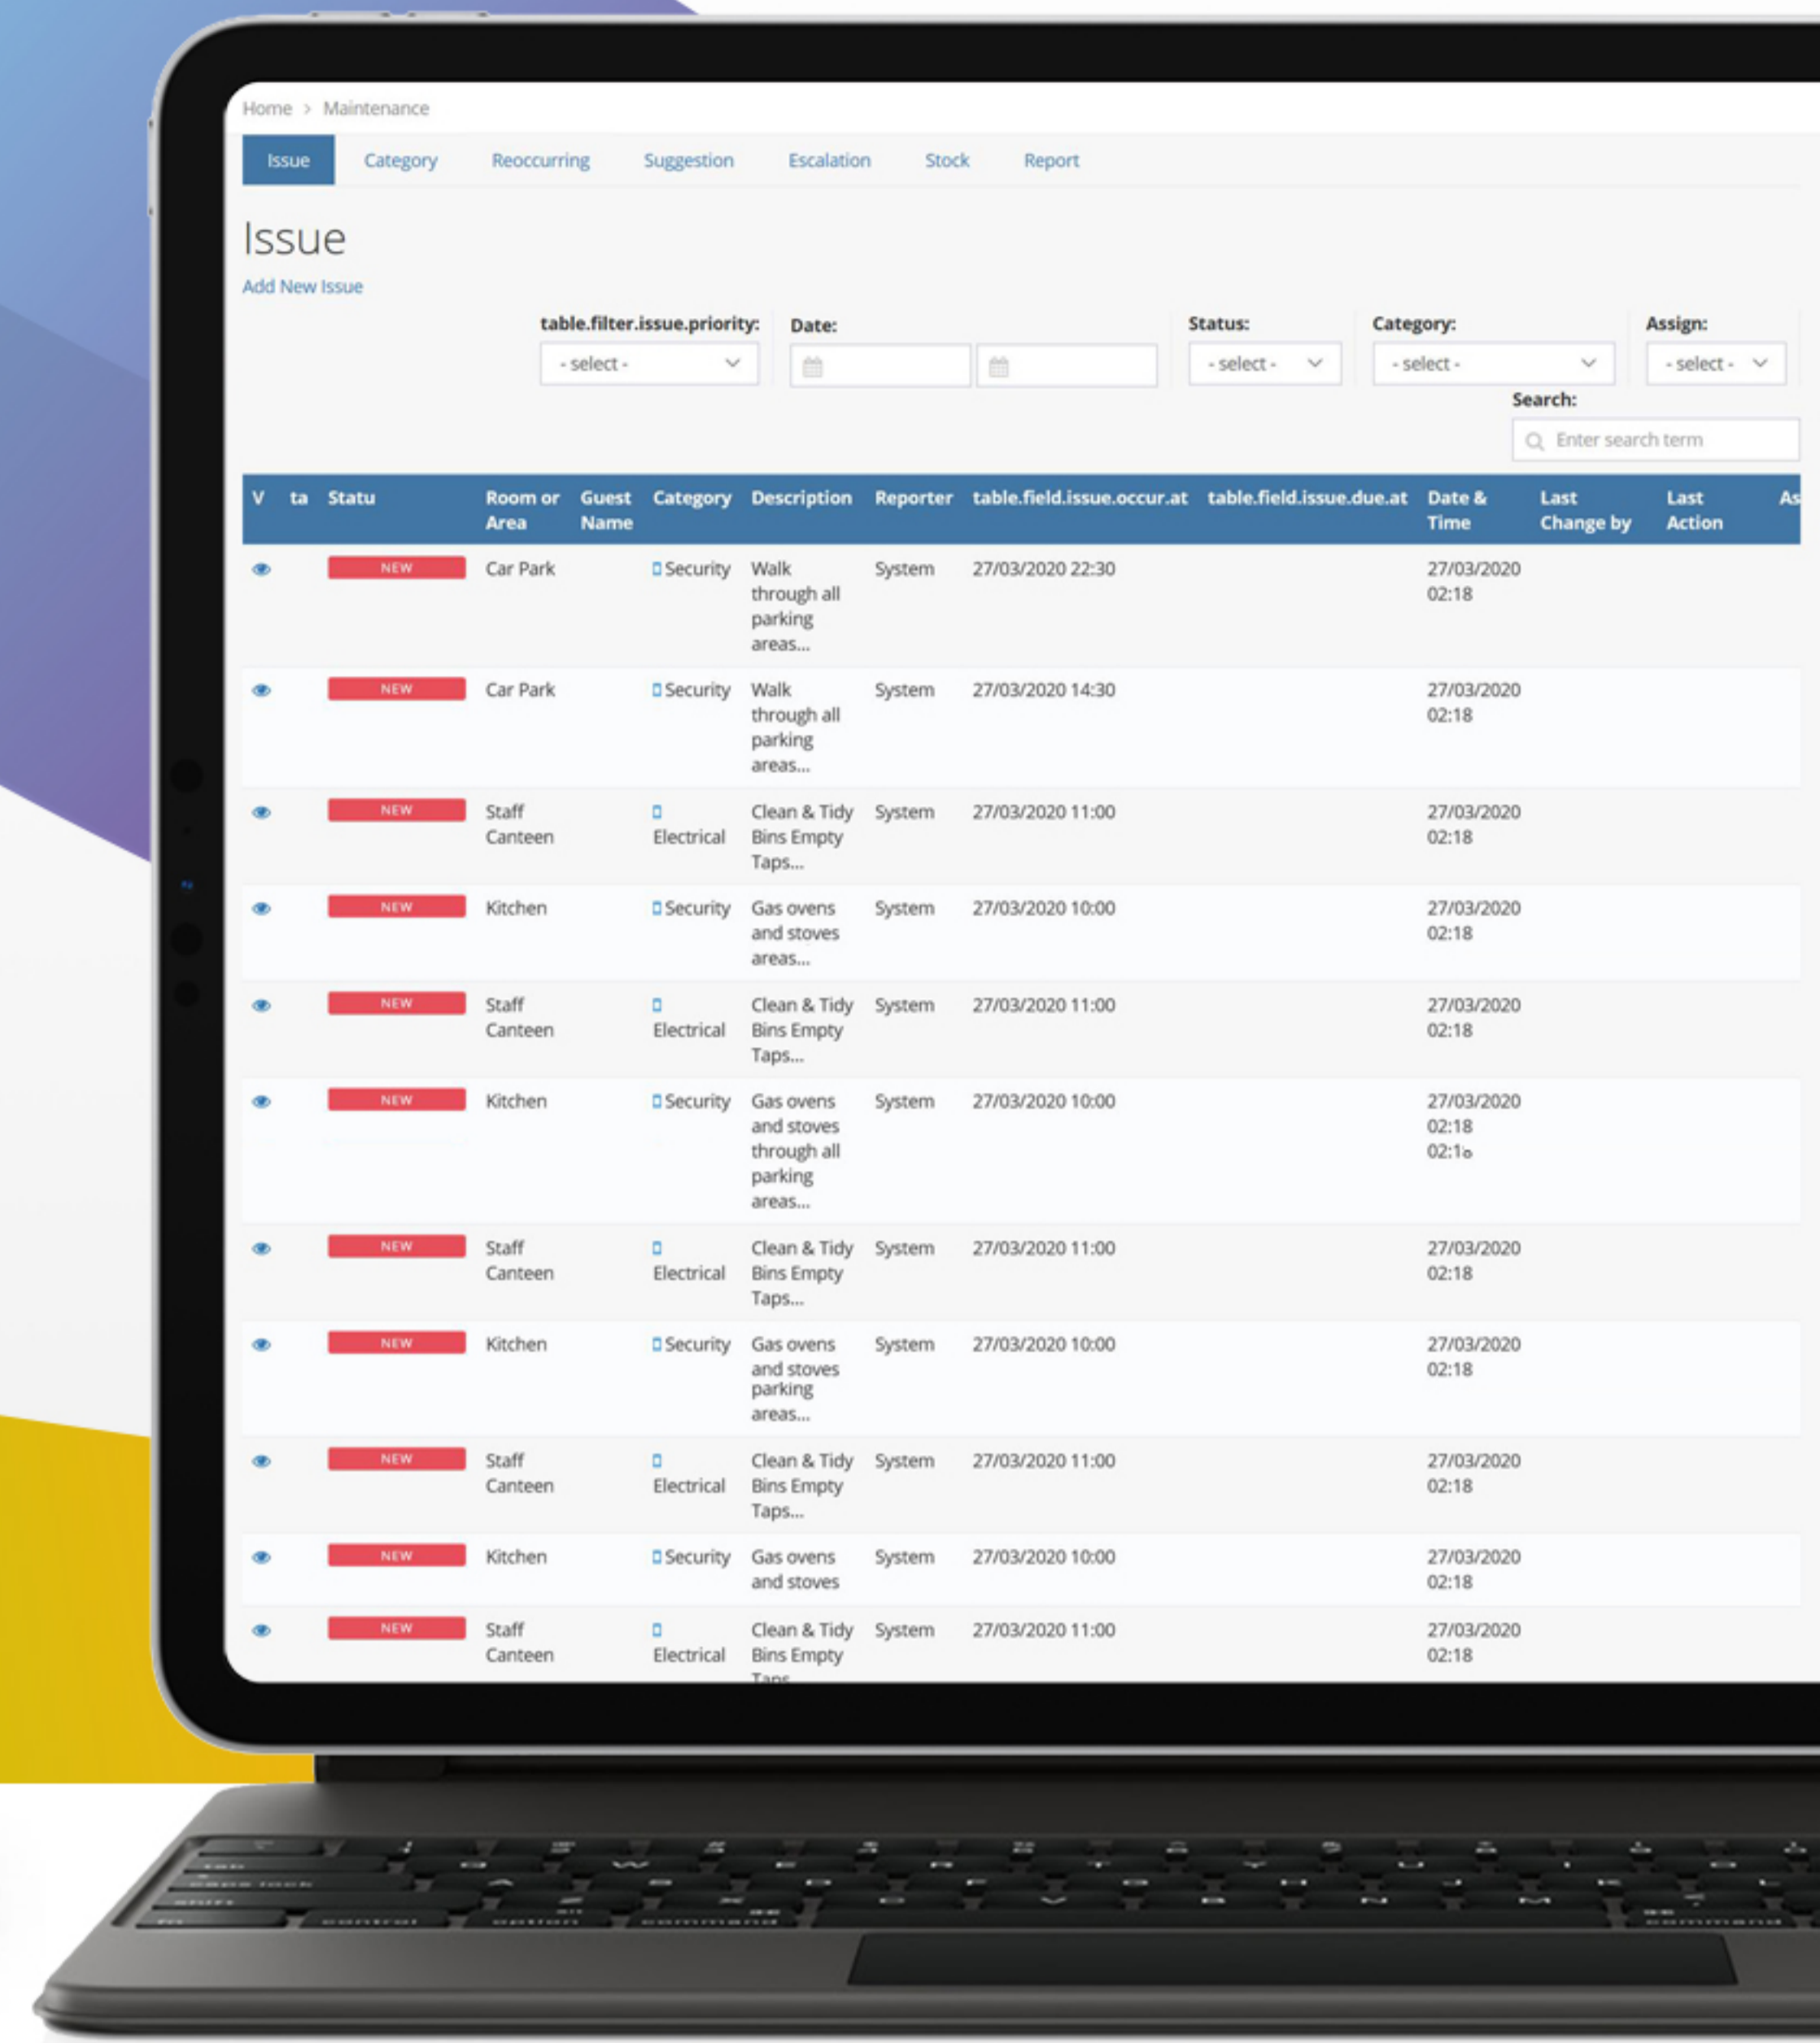 Home > Maintenance
Issue Category Reoccurring Suggestion Escalation Stock Report
Issue
Add New Issue
table.filter.issue.priority: Date: Status: Category: Assign:
- select - - select - - select - - select -
Search:
Enter search term
V ta Statu Room or Guest Category Description Reporter table.field.issue.occur.at table.field.issue.due.at Date & Last Last As
Area Name Time Change by Action
NEW Car Park Security Walk System 27/03/2020 22:30 27/03/2020
through all 02:18
parking
areas...
NEW Car Park Security Walk System 27/03/2020 14:30 27/03/2020
through all 02:18
parking
areas...
NEW Staff Clean & Tidy System 27/03/2020 11:00 27/03/2020
Canteen Electrical Bins Empty 02:18
Taps...
NEW Kitchen Security Gas ovens System 27/03/2020 10:00 27/03/2020
and stoves 02:18
areas...
NEW Staff Clean & Tidy System 27/03/2020 11:00 27/03/2020
Canteen Electrical Bins Empty 02:18
Taps...
NEW Kitchen Security Gas ovens System 27/03/2020 10:00 27/03/2020
and stoves 02:18
through all
parking
areas...
NEW Staff Clean & Tidy System 27/03/2020 11:00 27/03/2020
Canteen Electrical Bins Empty 02:18
Taps...
NEW Kitchen Security Gas ovens System 27/03/2020 10:00 27/03/2020
and stoves 02:18
parking
areas...
NEW Staff Clean & Tidy System 27/03/2020 11:00 27/03/2020
Canteen Electrical Bins Empty 02:18
Taps...
NEW Kitchen Security Gas ovens System 27/03/2020 10:00 27/03/2020
and stoves 02:18
NEW Staff Clean & Tidy System 27/03/2020 11:00 27/03/2020
Canteen Electrical Bins Empty 02:18
Taps
tab
caps lock
shift
fn control option command command